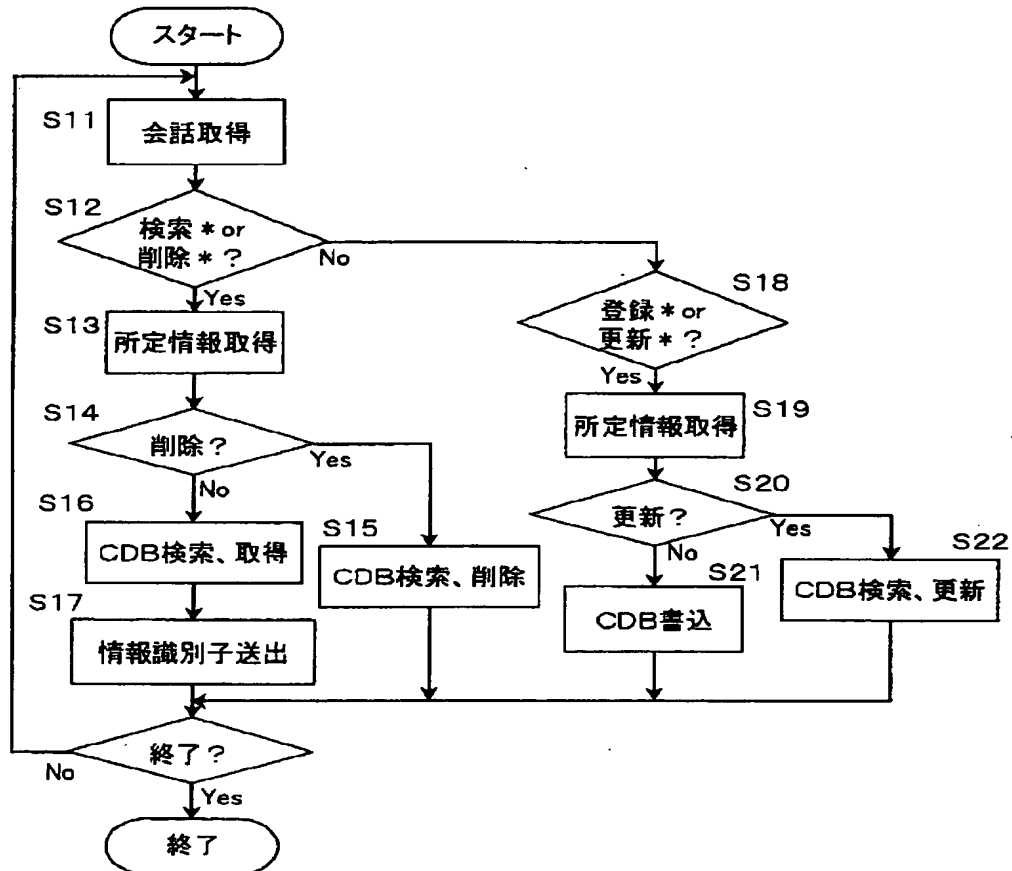 スタート
S11
会話取得
S12
検索＊or
削除＊？
No
Yes
S13
所定情報取得
S14
削除？
Yes
No
S16
CDB検索、取得
S15
CDB検索、削除
S17
情報識別子送出
S18
登録＊or
更新＊？
Yes
S19
所定情報取得
S20
更新？
Yes
No
S21
CDB書込
S22
CDB検索、更新
終了？
No
Yes
終了